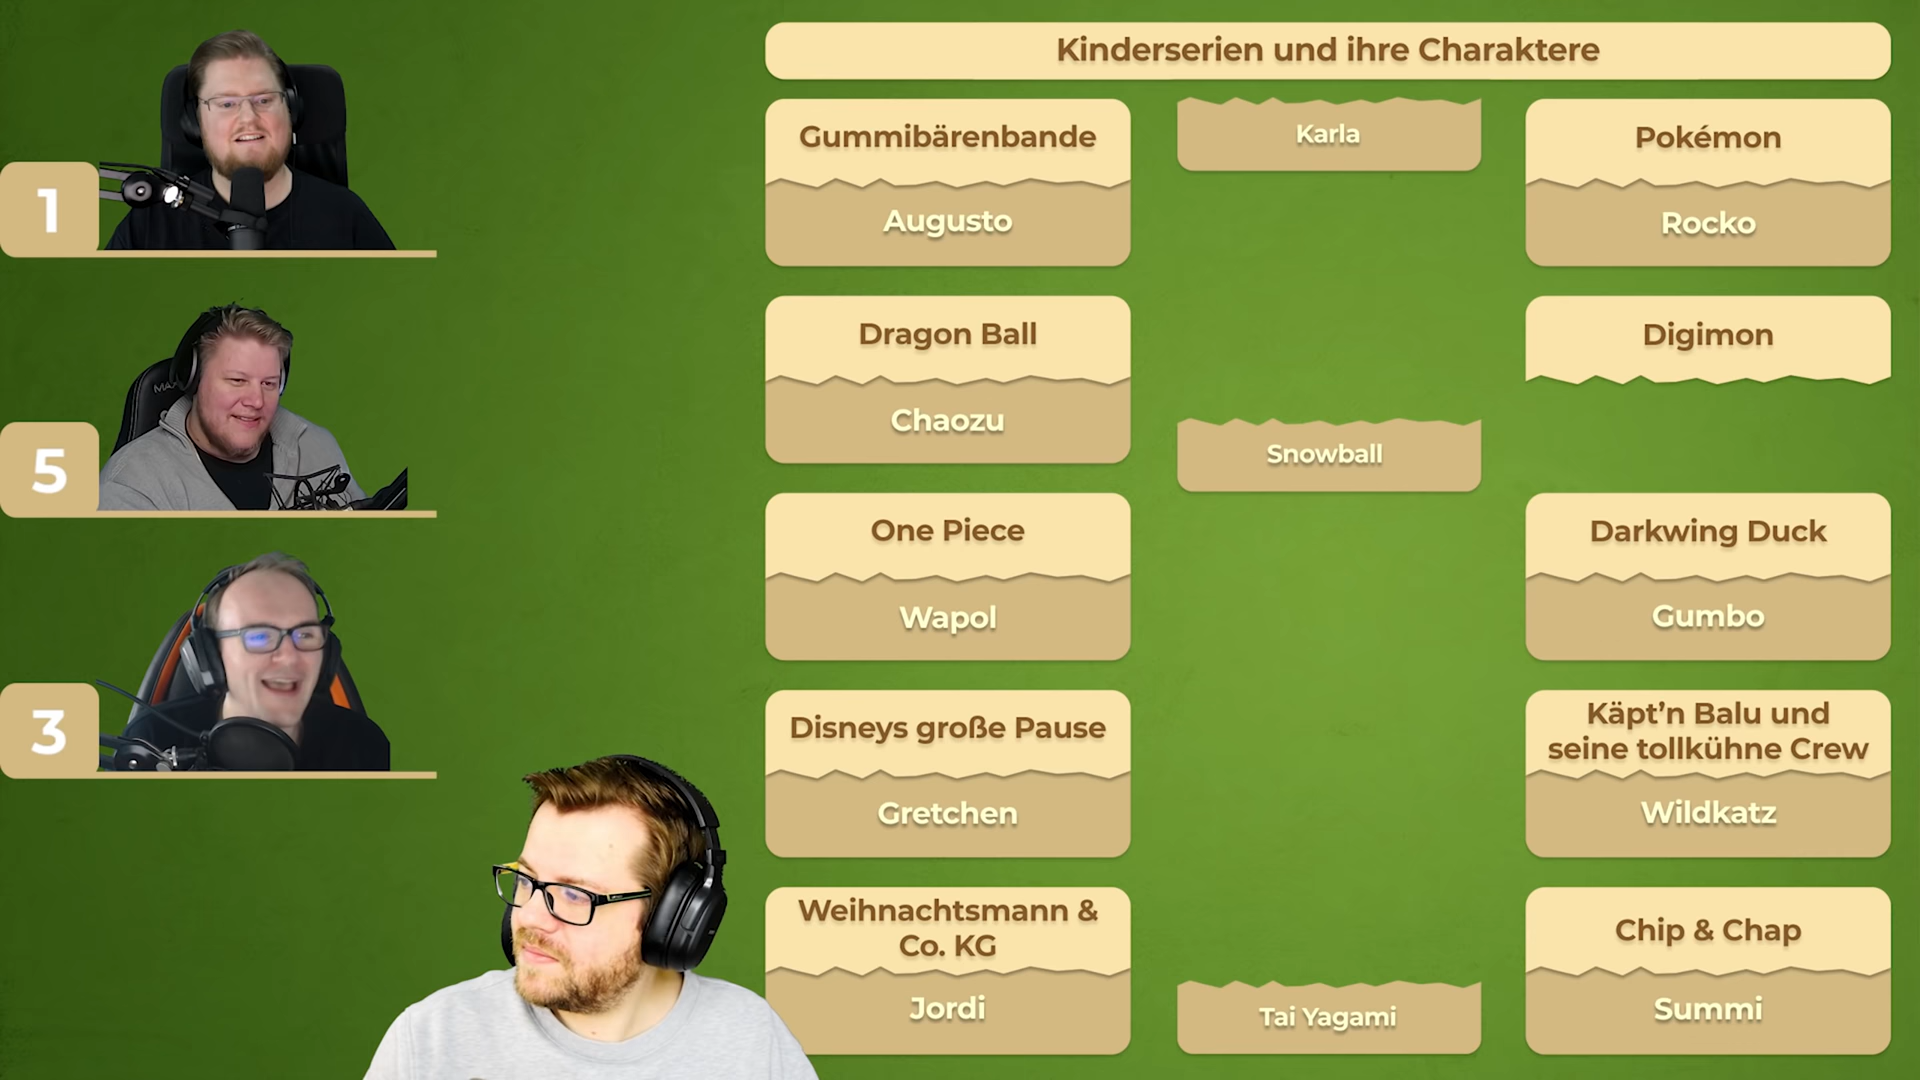 Kinderserien und ihre Charaktere
Gummibärenbande
Augusto
Karla
Pokémon
Rocko
1
Dragon Ball
Chaozu
Digimon
Snowball
5
One Piece
Wapol
Darkwing Duck
Gumbo
3
Disneys große Pause
Gretchen
Käpt’n Balu und
seine tollkühne Crew
Wildkatz
Weihnachtsmann &
Co. KG
Jordi
Tai Yagami
Chip & Chap
Summi